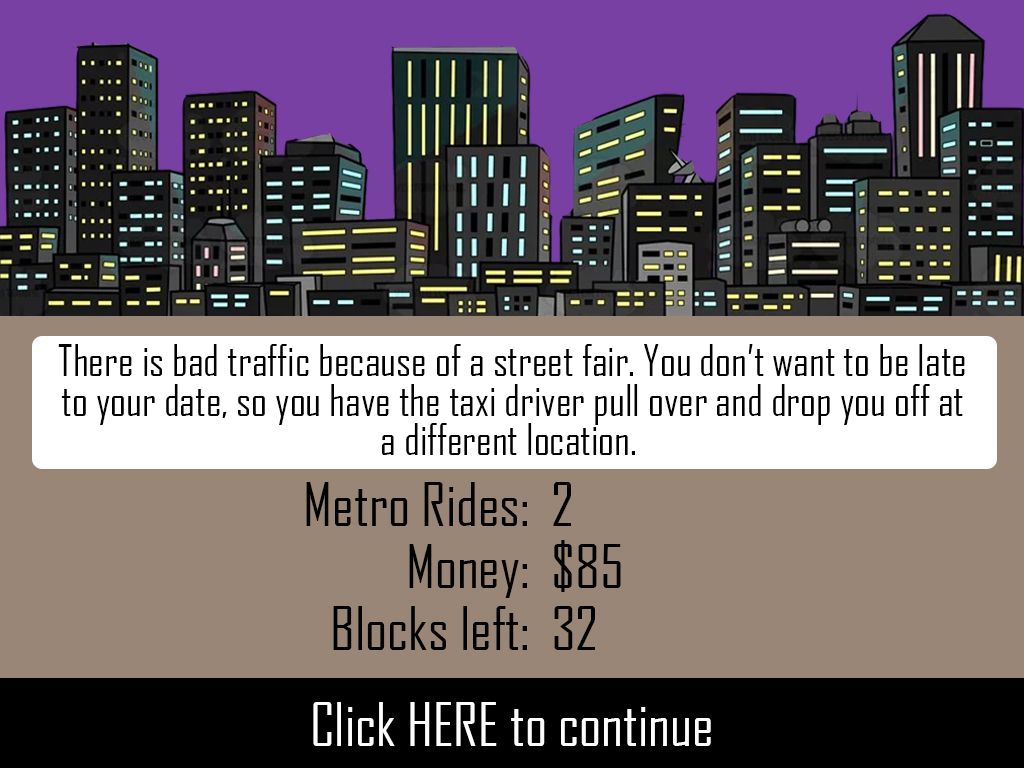 There is bad traffic because of a street fair. You don’t want to be late
to your date, so you have the taxi driver pull over and drop you off at
a different location.
Metro Rides: 2
Money: $85
Blocks left: 32
Click HERE to continue